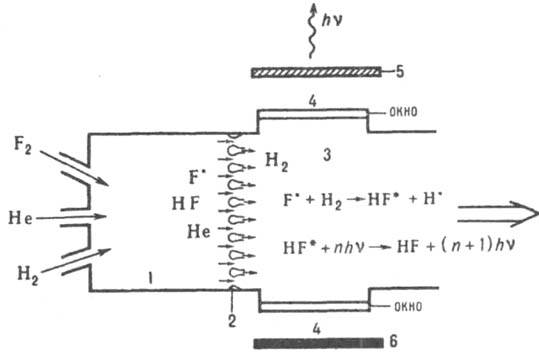 hν
5
4
ОКНО
F₂
H₂
3
F•
F• + H₂ → HF* + H•
HF
He
He
HF* + nhν → HF + (n+1)hν
H₂
1
2
ОКНО
4
6